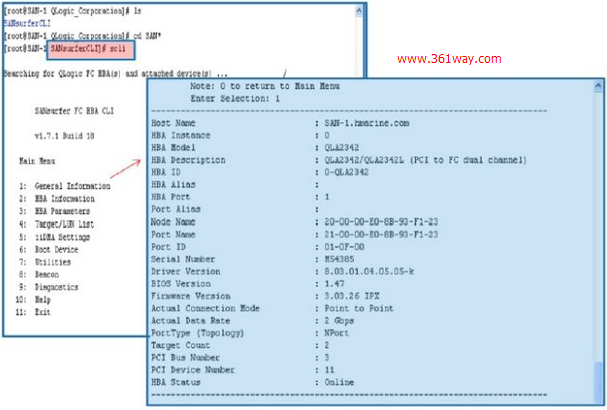 [root@SAN-1 QLogic_Corporation]# ls
SANsurferCLI
[root@SAN-1 QLogic_Corporation]# cd SAN*
[root@SAN-1 SANsurferCLI]# scli
Searching for QLogic FC HBA(s) and attached device(s) ... /
SANsurfer FC HBA CLI
v1.7.1 Build 18
Main Menu
1: General Information
2: HBA Information
3: HBA Parameters
4: Target/LUN List
5: iiDMA Settings
6: Boot Device
7: Utilities
8: Beacon
9: Diagnostics
10: Help
11: Exit
www.361way.com
Note: 0 to return to Main Menu
Enter Selection: 1
Host Name : SAN-1.hmarine.com
HBA Instance : 0
HBA Model : QLA2342
HBA Description : QLA2342/QLA2342L (PCI to FC dual channel)
HBA ID : 0-QLA2342
HBA Alias :
HBA Port : 1
Port Alias :
Node Name : 20-00-00-E0-8B-93-F1-23
Port Name : 21-00-00-E0-8B-93-F1-23
Port ID : 01-0F-00
Serial Number : M54385
Driver Version : 8.03.01.04.05.05-k
BIOS Version : 1.47
Firmware Version : 3.03.26 IPX
Actual Connection Mode : Point to Point
Actual Data Rate : 2 Gbps
PortType (Topology) : NPort
Target Count : 2
PCI Bus Number : 3
PCI Device Number : 11
HBA Status : Online